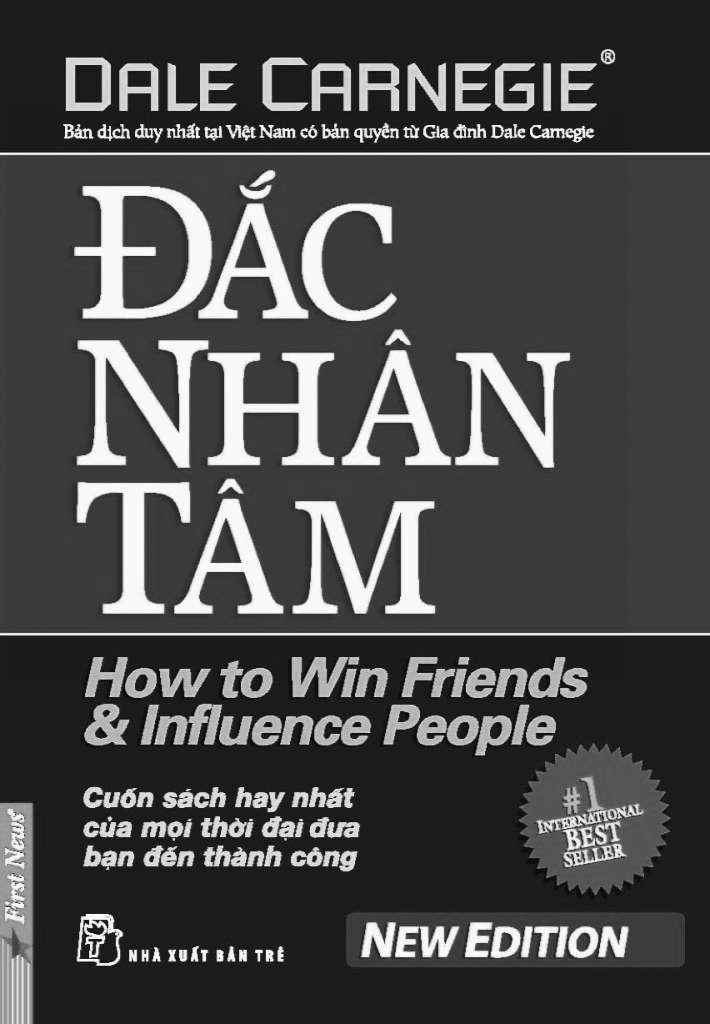 DALE CARNEGIE®
Bản dịch duy nhất tại Việt Nam có bản quyền từ Gia đình Dale Carnegie
ĐẮC
NHÂN
TÂM
How to Win Friends
& Influence People
Cuốn sách hay nhất
của mọi thời đại đưa
bạn đến thành công
#1
INTERNATIONAL
BEST
SELLER
First News®
T
NHÀ XUẤT BẢN TRẺ
NEW EDITION